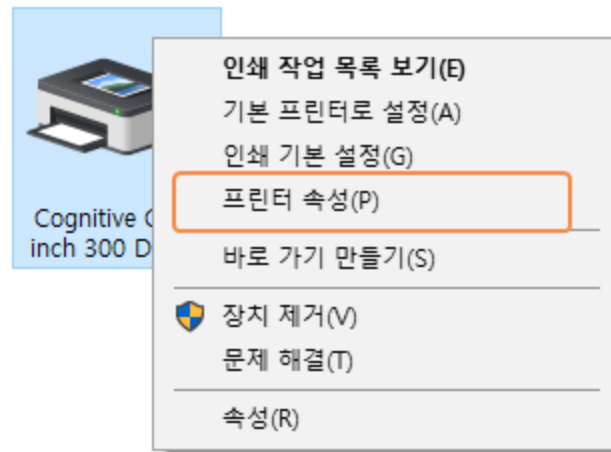 Cognitive
inch 300
인쇄 작업 목록 보기(E)
기본 프린터로 설정(A)
인쇄 기본 설정(G)
프린터 속성(P)
바로 가기 만들기(S)
장치 제거(V)
문제 해결(T)
속성(R)